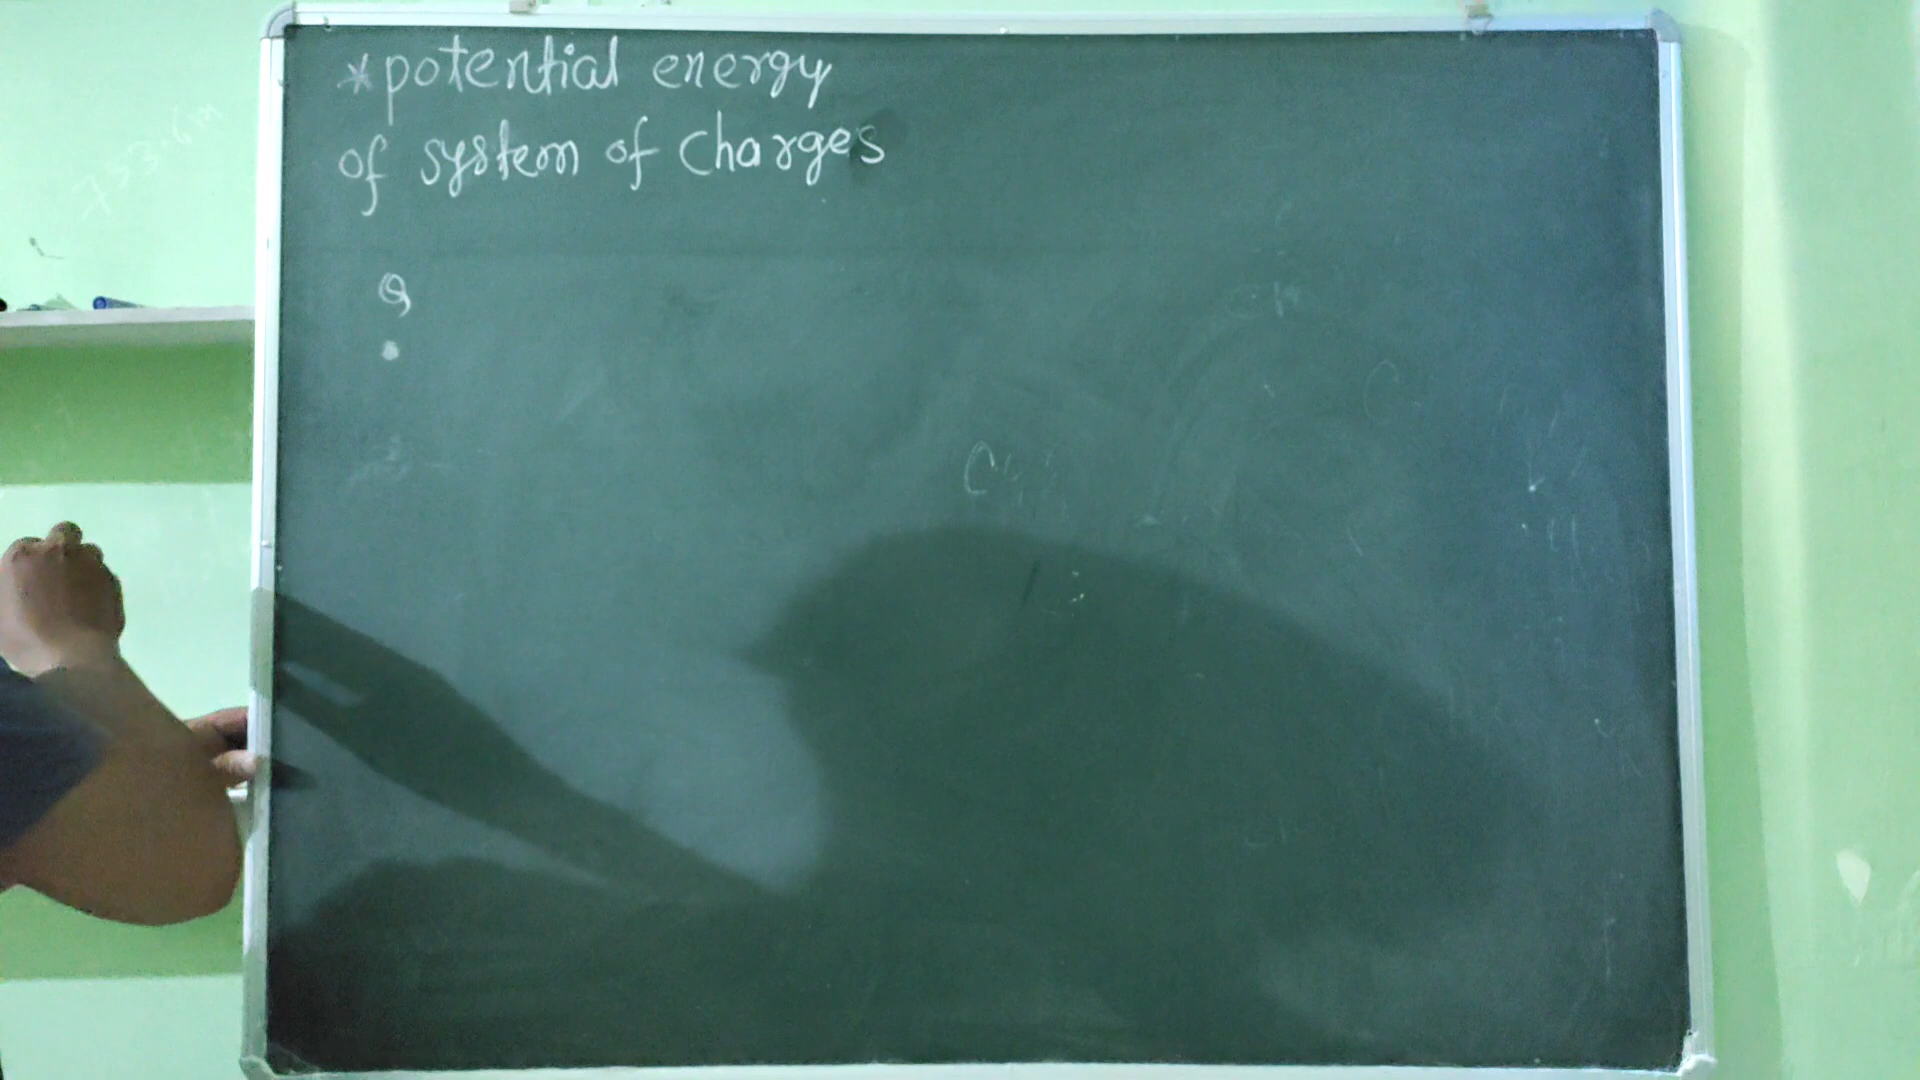 *potential energy
of system of charges
Q